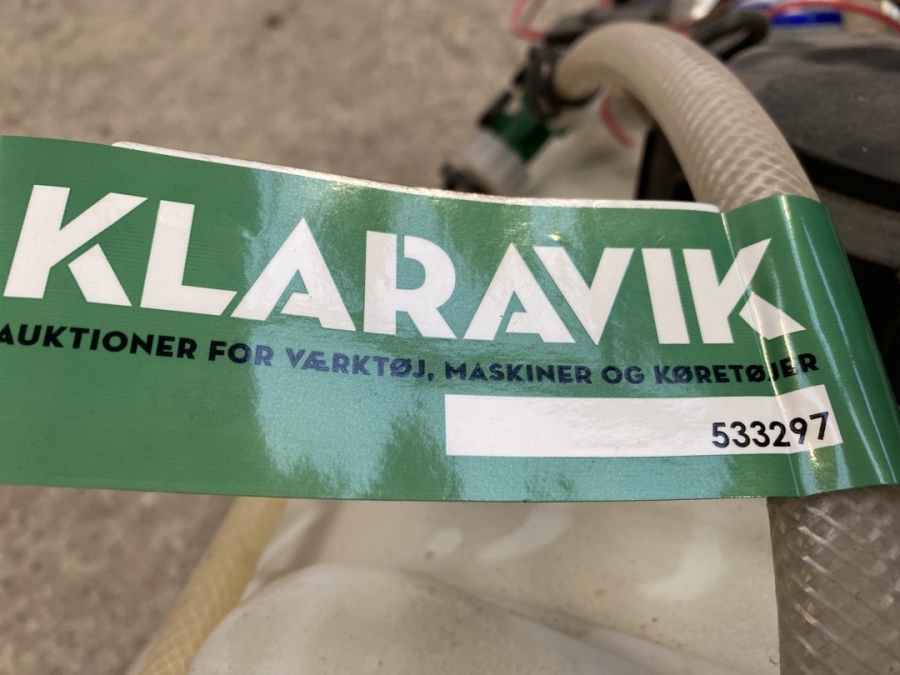 KLARAVIK
AUKTIONER FOR VÆRKTØJ, MASKINER OG KØRETØJER
533297